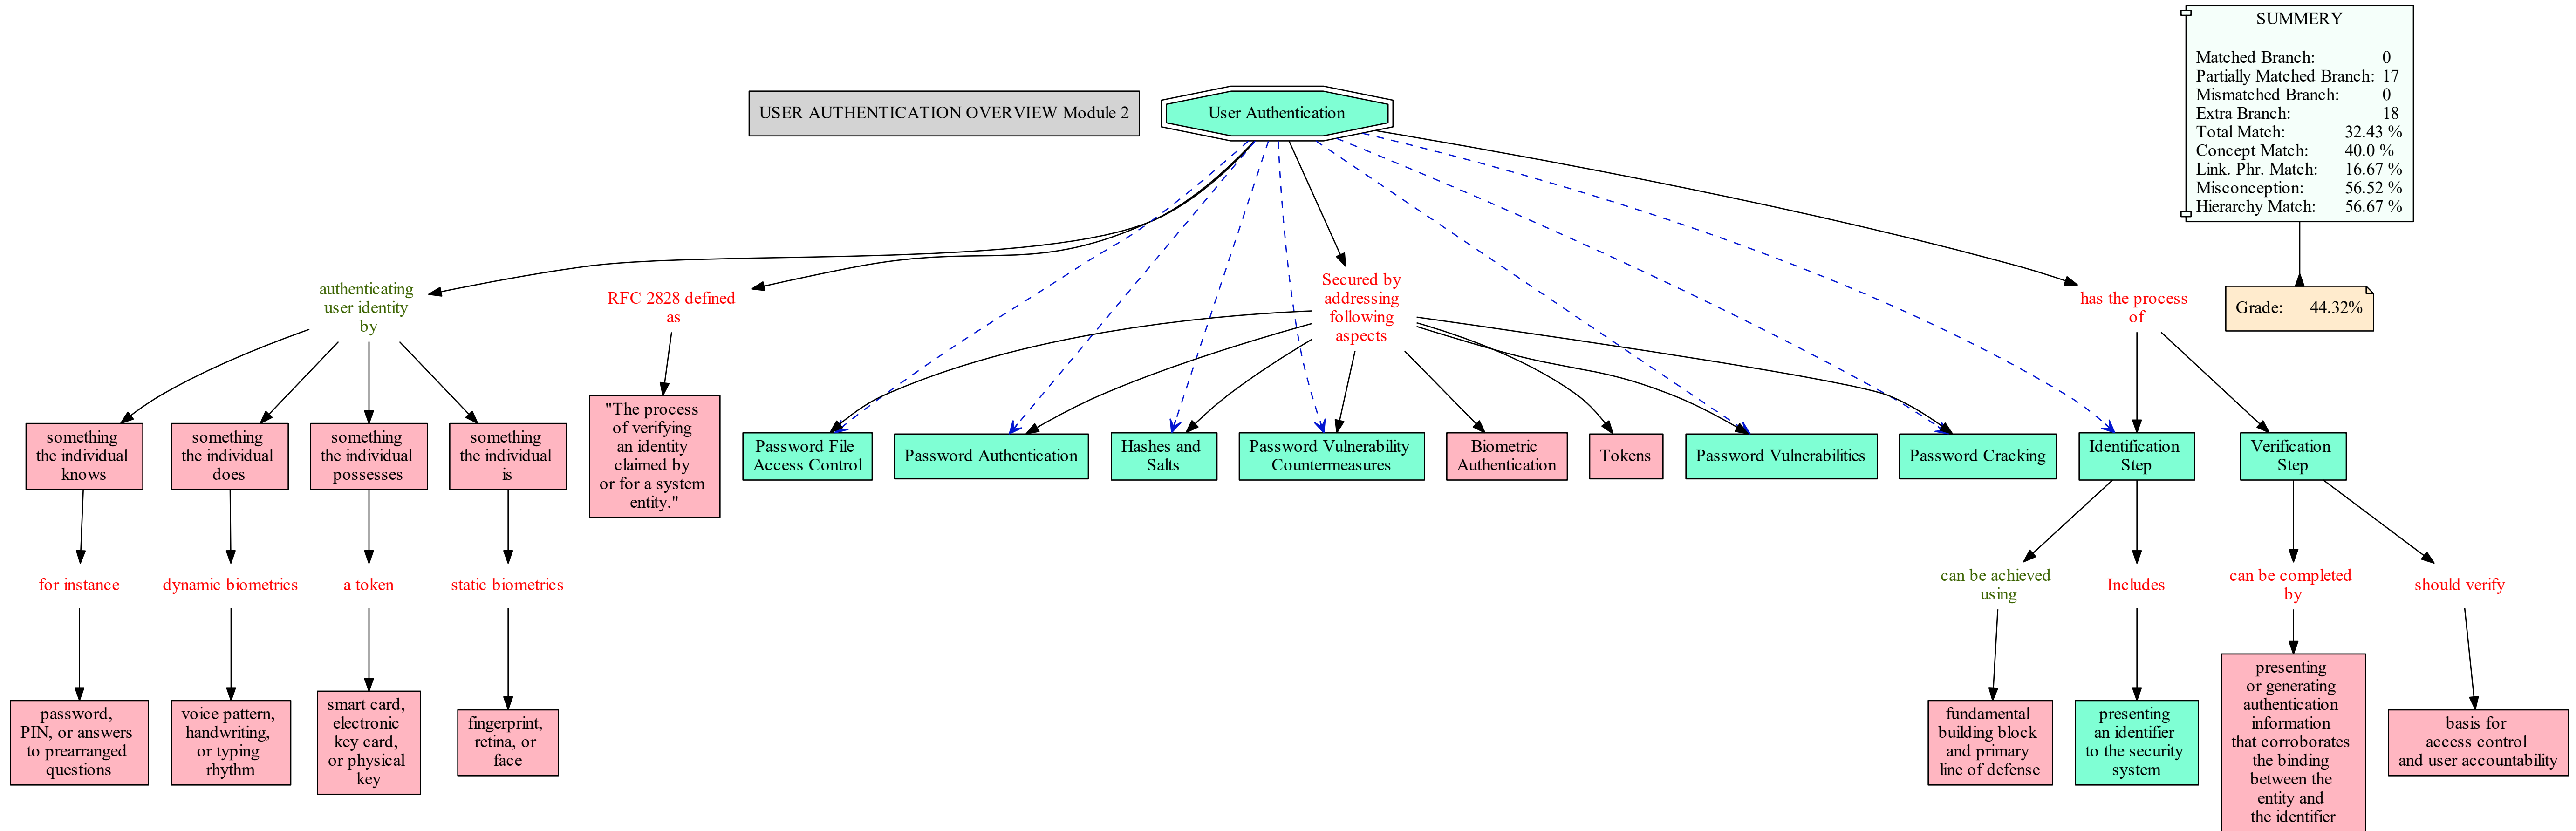 SUMMERY
Matched Branch: 0
Partially Matched Branch: 17
Mismatched Branch: 0
Extra Branch: 18
Total Match: 32.43 %
Concept Match: 40.0 %
Link. Phr. Match: 16.67 %
Misconception: 56.52 %
Hierarchy Match: 56.67 %
USER AUTHENTICATION OVERVIEW Module 2
User Authentication
Grade: 44.32%
authenticating
user identity
by
RFC 2828 defined
as
Secured by
addressing
following
aspects
has the process
of
something
the individual
knows
something
the individual
does
something
the individual
possesses
something
the individual
is
"The process
of verifying
an identity
claimed by
or for a system
entity."
Password File
Access Control
Password Authentication
Hashes and
Salts
Password Vulnerability
Countermeasures
Biometric
Authentication
Tokens
Password Vulnerabilities
Password Cracking
Identification
Step
Verification
Step
for instance
dynamic biometrics
a token
static biometrics
can be achieved
using
Includes
can be completed
by
should verify
password,
PIN, or answers
to prearranged
questions
voice pattern,
handwriting,
or typing
rhythm
smart card,
electronic
key card,
or physical
key
fingerprint,
retina, or
face
fundamental
building block
and primary
line of defense
presenting
an identifier
to the security
system
presenting
or generating
authentication
information
that corroborates
the binding
between the
entity and
the identifier
basis for
access control
and user accountability